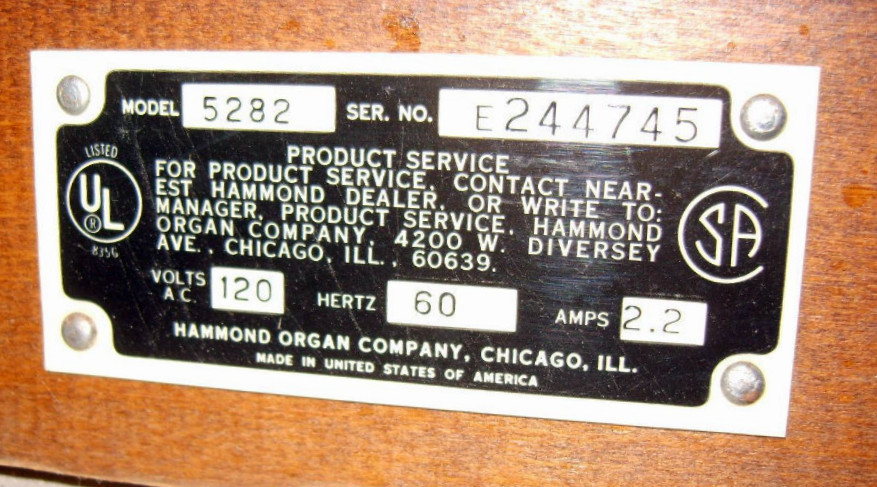 MODEL 5282 SER. NO. E244745
LISTED
UL
®
835G
PRODUCT SERVICE
FOR PRODUCT SERVICE, CONTACT NEAR-
EST HAMMOND DEALER, OR WRITE TO:
MANAGER, PRODUCT SERVICE, HAMMOND
ORGAN COMPANY, 4200 W. DIVERSEY
AVE., CHICAGO, ILL., 60639.
SA
VOLTS A.C. 120 HERTZ 60 AMPS 2.2
HAMMOND ORGAN COMPANY, CHICAGO, ILL.
MADE IN UNITED STATES OF AMERICA